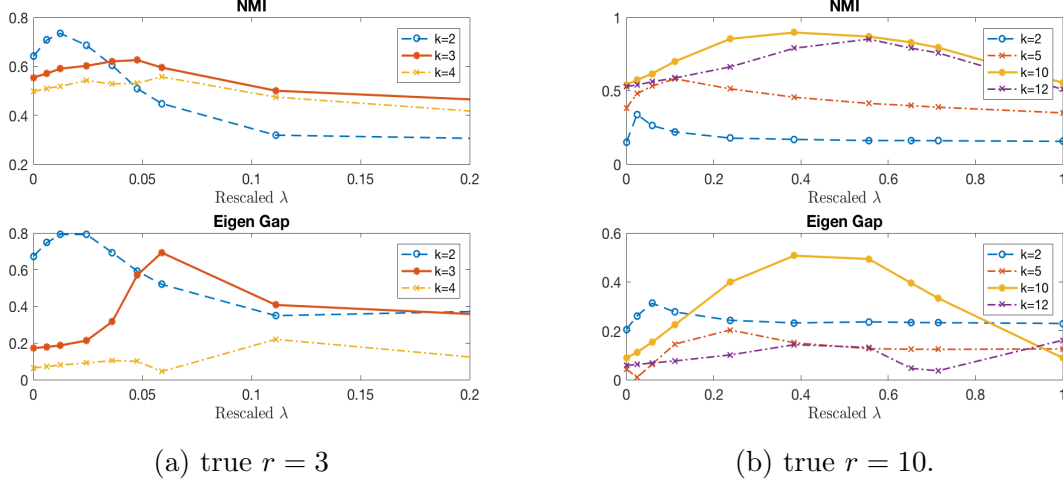 NMI
0.8
0.6
0.4
0.2
k=2
k=3
k=4
0 0.05 0.1 0.15 0.2
Rescaled λ
Eigen Gap
0.8
0.6
0.4
0.2
0
k=2
k=3
k=4
0 0.05 0.1 0.15 0.2
Rescaled λ
(a) true r = 3
NMI
1
0.5
0
k=2
k=5
k=10
k=12
0 0.2 0.4 0.6 0.8 1
Rescaled λ
Eigen Gap
0.6
0.4
0.2
0
k=2
k=5
k=10
k=12
0 0.2 0.4 0.6 0.8 1
Rescaled λ
(b) true r = 10.